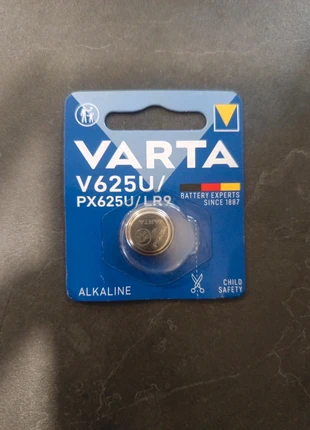 VARTA
V625U/
PX625U/LR9
BATTERY EXPERTS
SINCE 1887
ALKALINE
CHILD
SAFETY